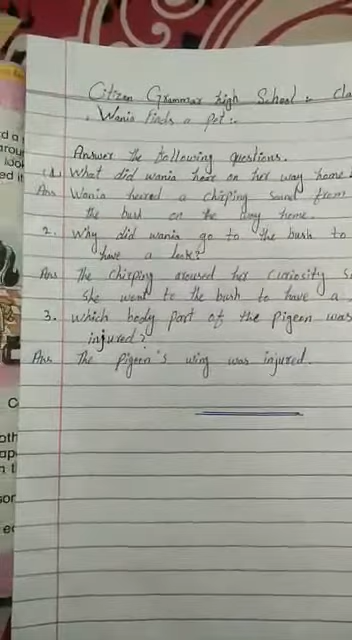 Citizen Grammar high School :- Cla
. Wania finds a pet :-
Answer the following questions.
1. What did wania hear on her way home
Ans Wania heared a chirping sound from
the bush on the way home.
2. Why did wania go to the bush to
have a look?
Ans The chirping aroused her curiosity so
she went to the bush to have a
3. which body part of the pigeon was
injured?
Ans The pigeon's wing was injured.